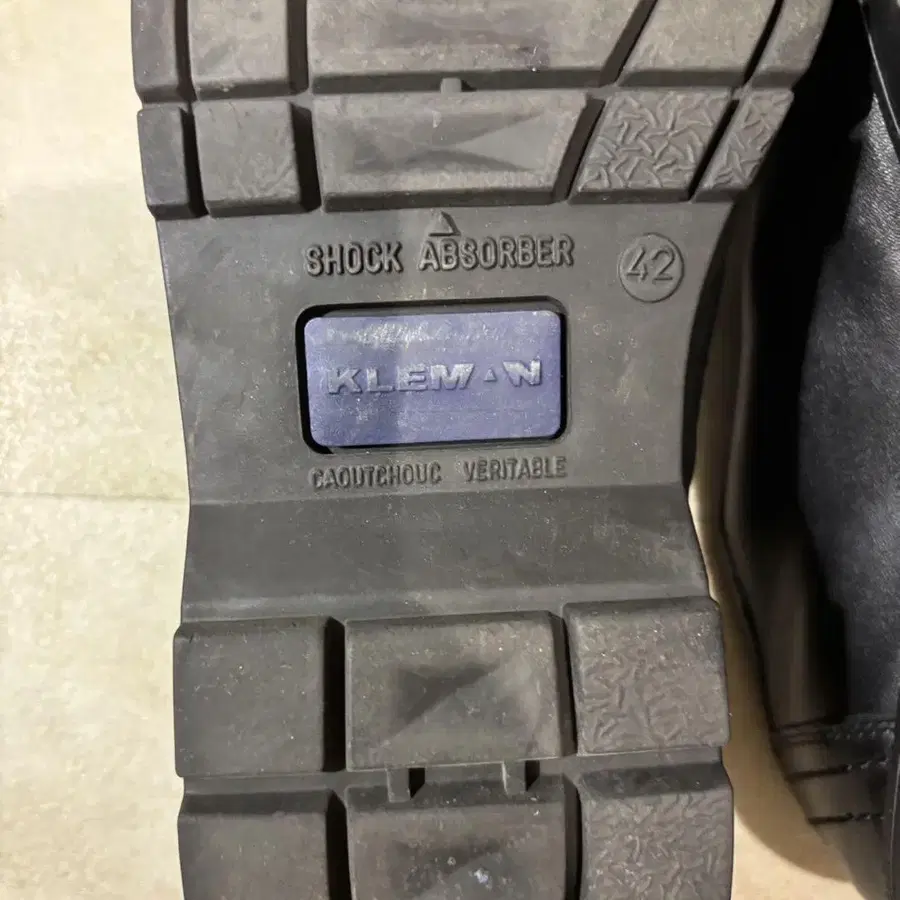 SHOCK ABSORBER
42
KLEMAN
CAOUTCHOUC VERITABLE